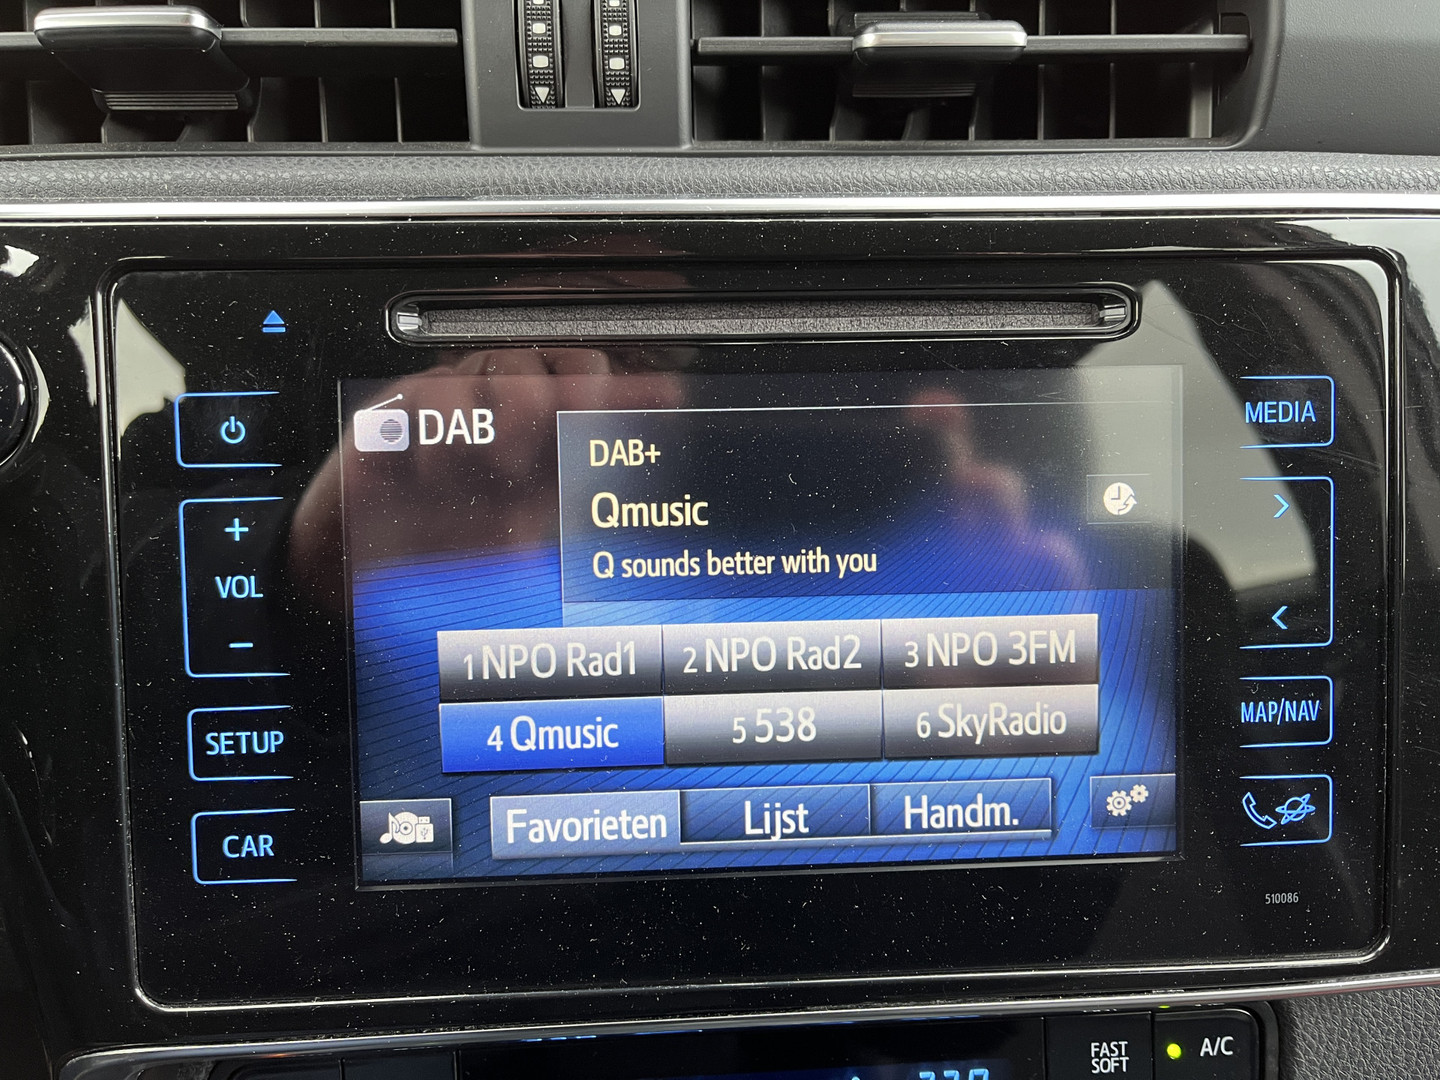 DAB
DAB+
Qmusic
Q sounds better with you
1 NPO Rad1
2 NPO Rad2
3 NPO 3FM
4 Qmusic
5 538
6 SkyRadio
Favorieten
Lijst
Handm.
+
VOL
−
SETUP
CAR
MEDIA
>
<
MAP/NAV
510086
FAST
SOFT
A/C